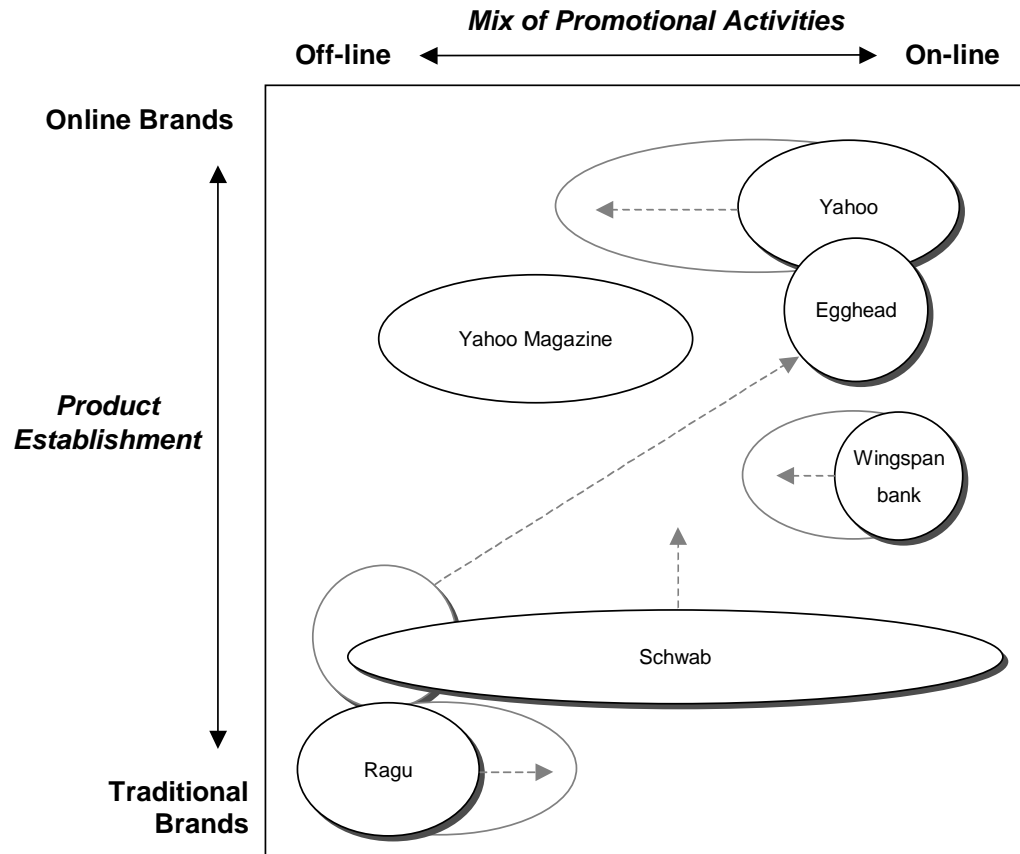 Mix of Promotional Activities
Off-line
On-line
Online Brands
Yahoo
Egghead
Yahoo Magazine
Product
Establishment
Wingspan
bank
Schwab
Ragu
Traditional
Brands